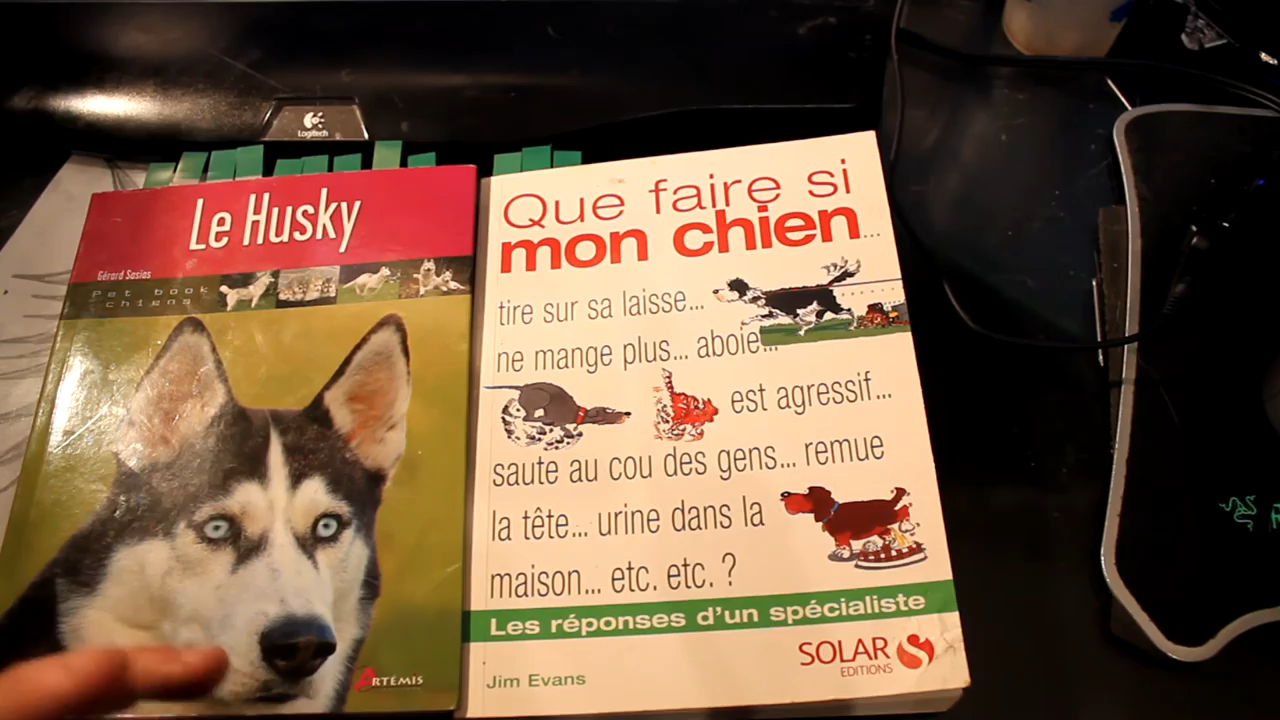 Logitech
Le Husky
Gérard Sasias
Pet book
chiens
ARTÉMIS
Que faire si
mon chien...
tire sur sa laisse...
ne mange plus... aboie...
est agressif...
saute au cou des gens... remue
la tête... urine dans la
maison... etc. etc. ?
Les réponses d'un spécialiste
SOLAR
EDITIONS
Jim Evans